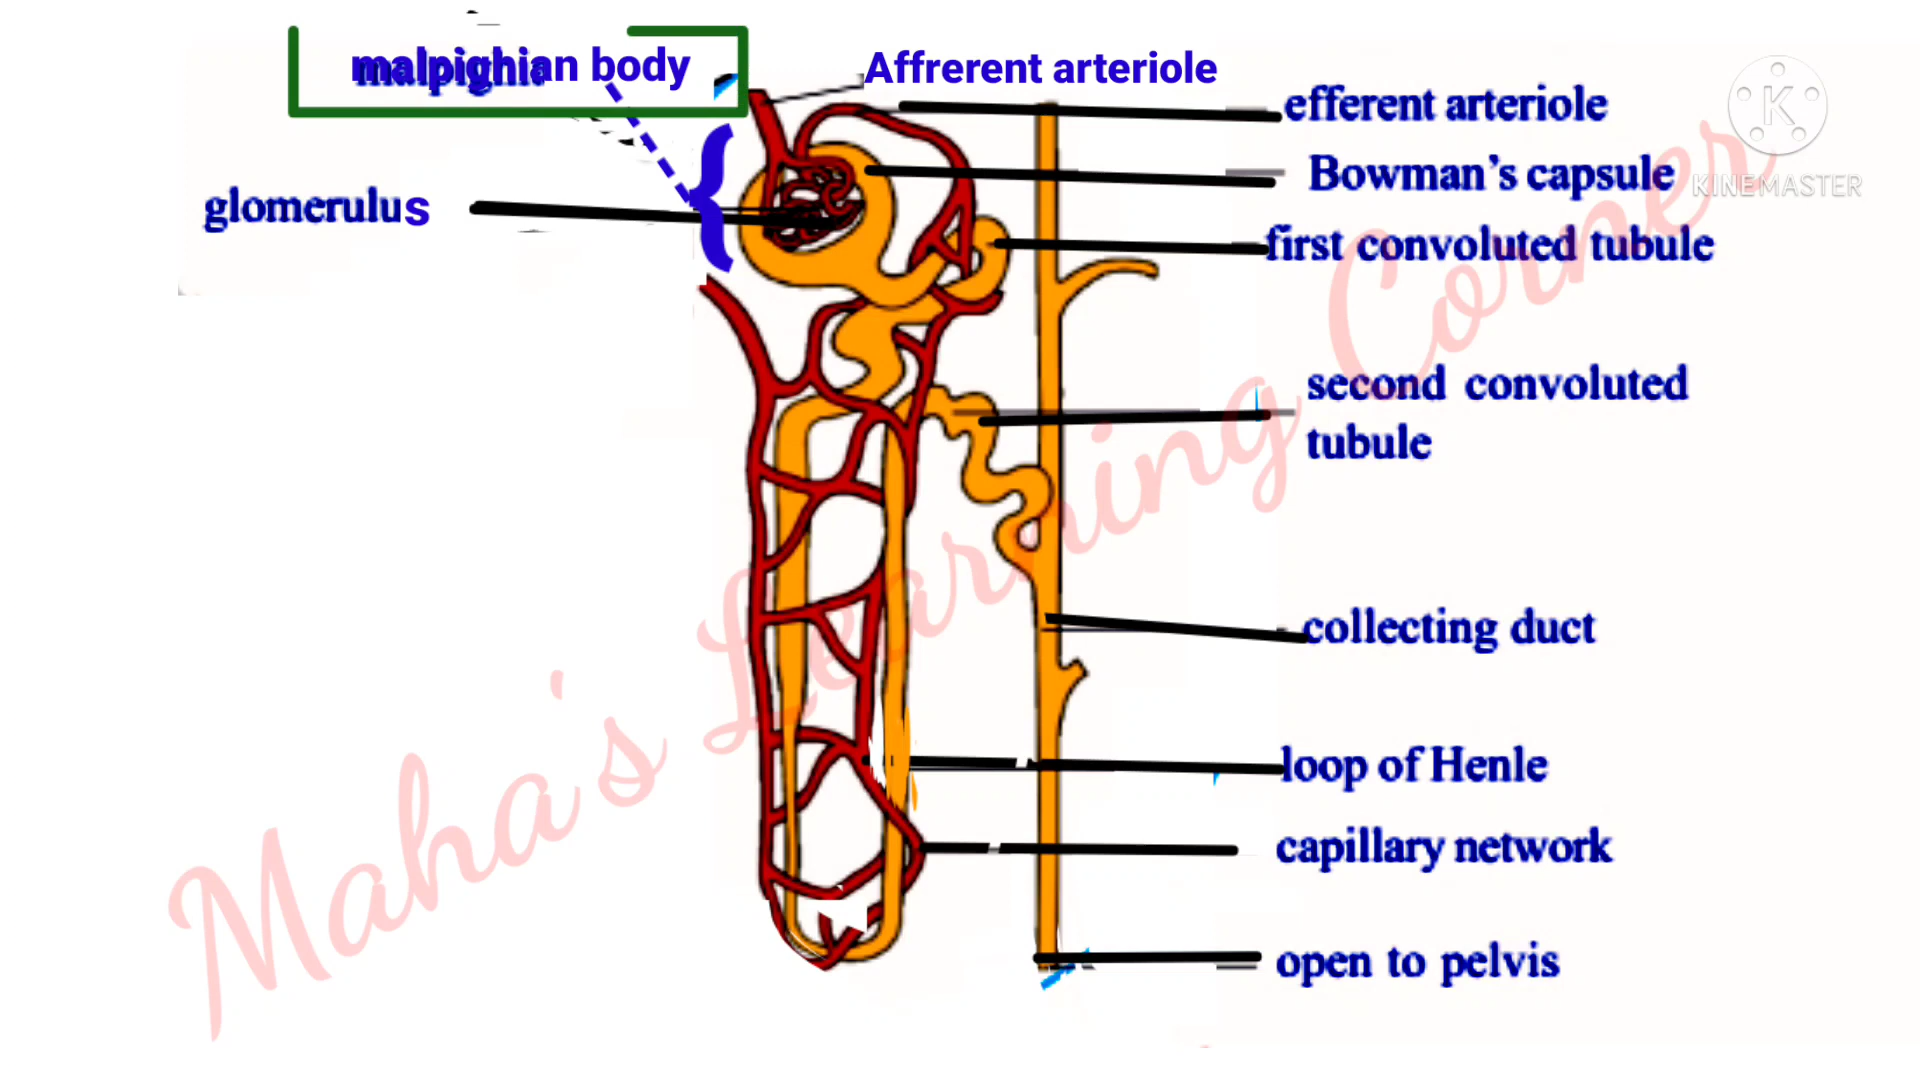 malpighian body
Affrerent arteriole
efferent arteriole
Bowman's capsule
KINEMASTER
glomerulus
first convoluted tubule
second convoluted
tubule
collecting duct
loop of Henle
capillary network
open to pelvis
Maha's Learning Corner
K